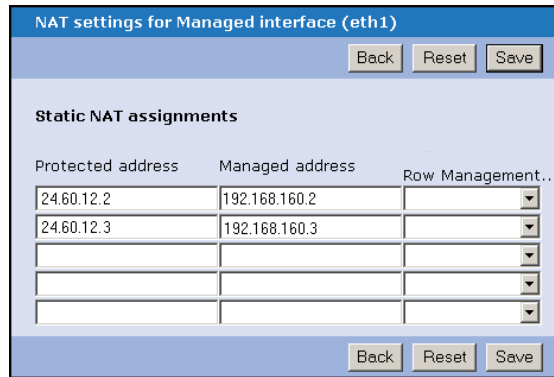 NAT settings for Managed interface (eth1)
Back Reset Save
Static NAT assignments
Protected address Managed address Row Management..
24.60.12.2 192.168.160.2
24.60.12.3 192.168.160.3
Back Reset Save